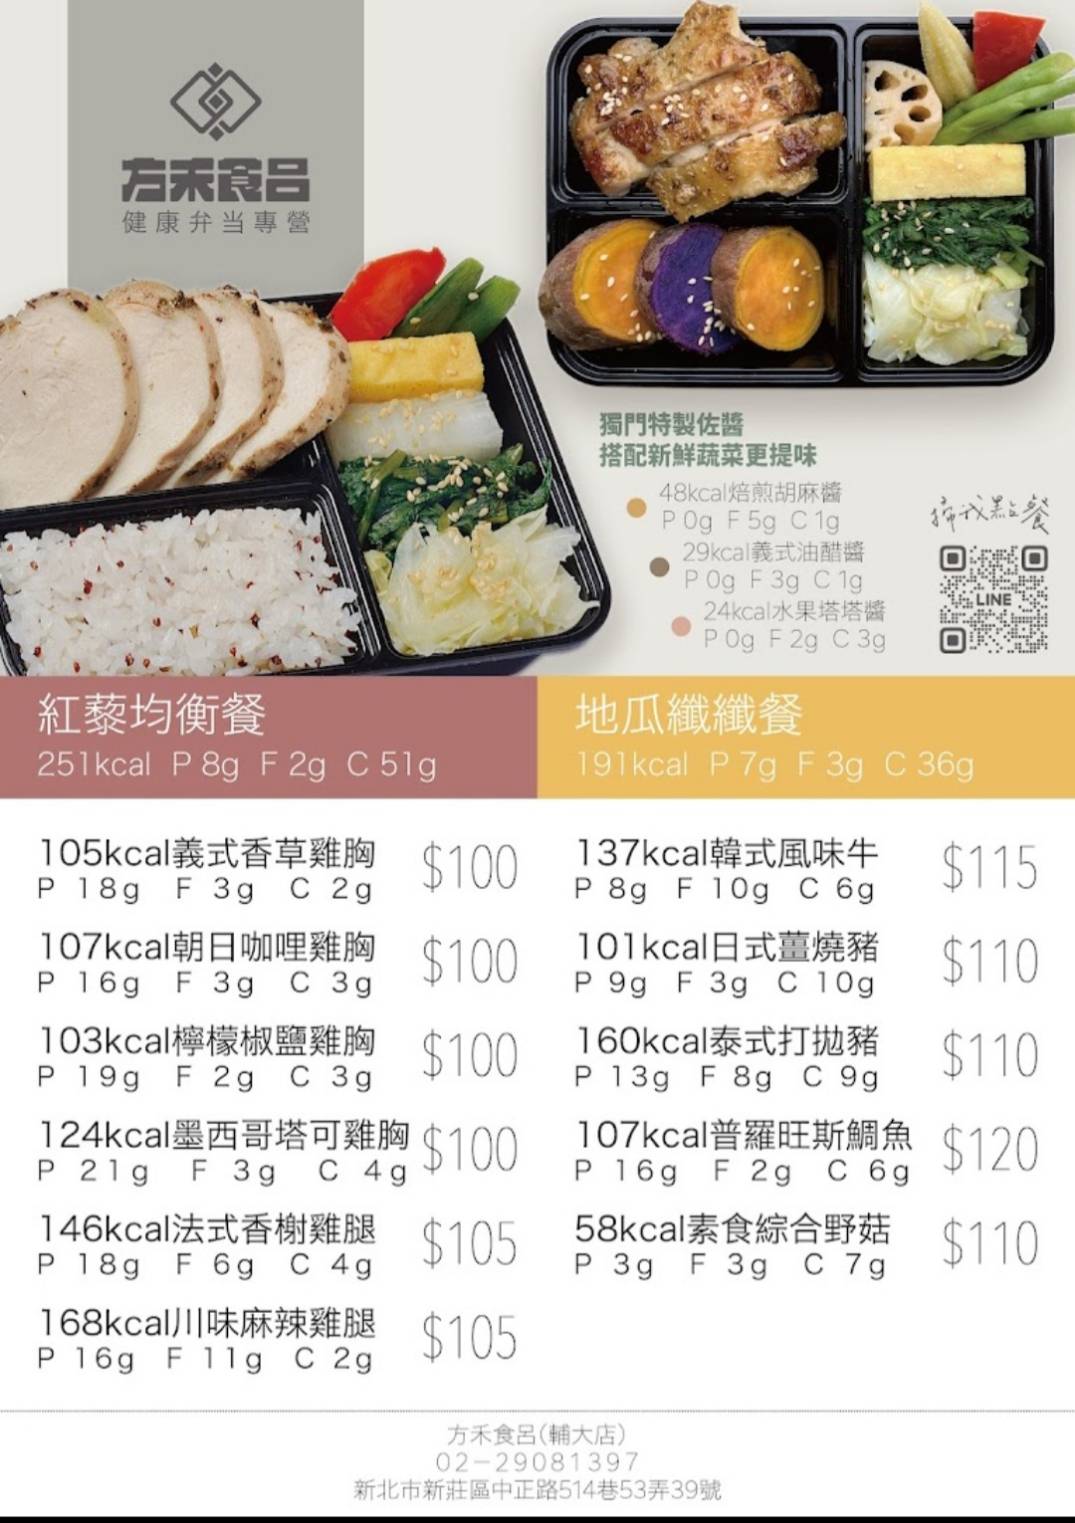 方禾食呂
健康弁当專營
獨門特製佐醬
搭配新鮮蔬菜更提味
48kcal焙煎胡麻醬
P 0g F 5g C 1g
29kcal義式油醋醬
P 0g F 3g C 1g
24kcal水果塔塔醬
P 0g F 2g C 3g
掃我點餐
LINE
紅藜均衡餐
251kcal P 8g F 2g C 51g
地瓜纖纖餐
191kcal P 7g F 3g C 36g
105kcal義式香草雞胸 $100
P 18g F 3g C 2g
107kcal朝日咖哩雞胸 $100
P 16g F 3g C 3g
103kcal檸檬椒鹽雞胸 $100
P 19g F 2g C 3g
124kcal墨西哥塔可雞胸 $100
P 21g F 3g C 4g
146kcal法式香榭雞腿 $105
P 18g F 6g C 4g
168kcal川味麻辣雞腿 $105
P 16g F 11g C 2g
137kcal韓式風味牛 $115
P 8g F 10g C 6g
101kcal日式薑燒豬 $110
P 9g F 3g C 10g
160kcal泰式打拋豬 $110
P 13g F 8g C 9g
107kcal普羅旺斯鯛魚 $120
P 16g F 2g C 6g
58kcal素食綜合野菇 $110
P 3g F 3g C 7g
方禾食呂(輔大店)
02-29081397
新北市新莊區中正路514巷53弄39號